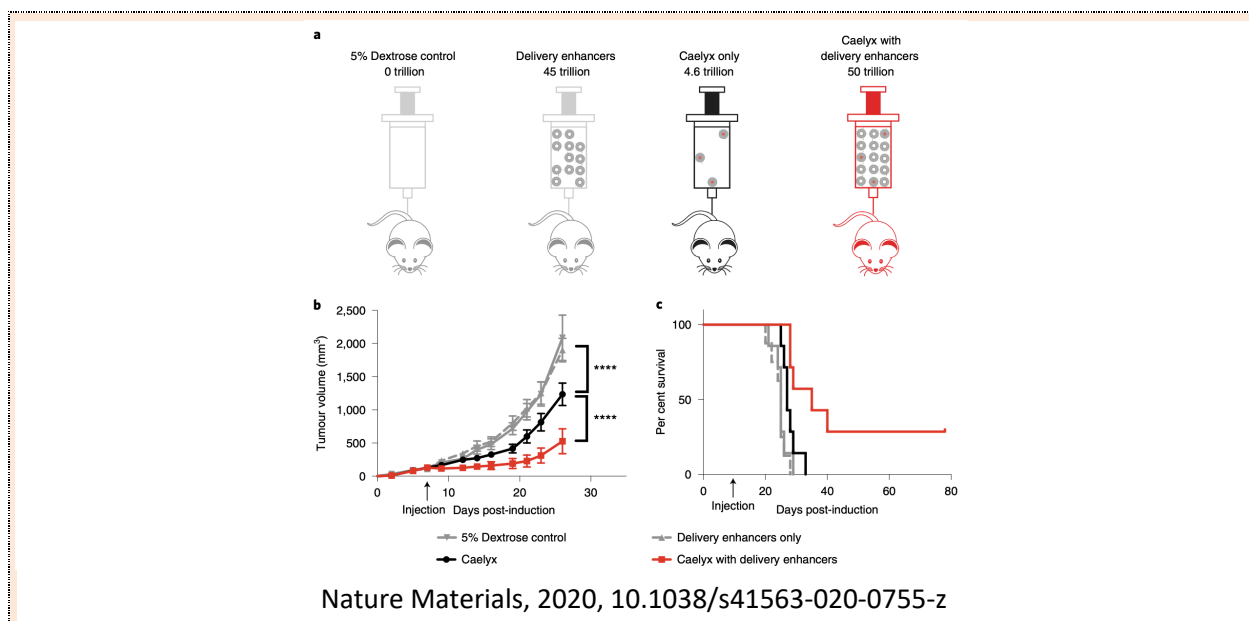 a
5% Dextrose control
0 trillion
Delivery enhancers
45 trillion
Caelyx only
4.6 trillion
Caelyx with
delivery enhancers
50 trillion
b
Tumour volume (mm³)
2,500
2,000
1,500
1,000
500
0
****
****
0
10
20
30
Injection
Days post-induction
c
Per cent survival
100
50
0
0
20
40
60
80
Injection
Days post-induction
5% Dextrose control
Delivery enhancers only
Caelyx
Caelyx with delivery enhancers
Nature Materials, 2020, 10.1038/s41563-020-0755-z